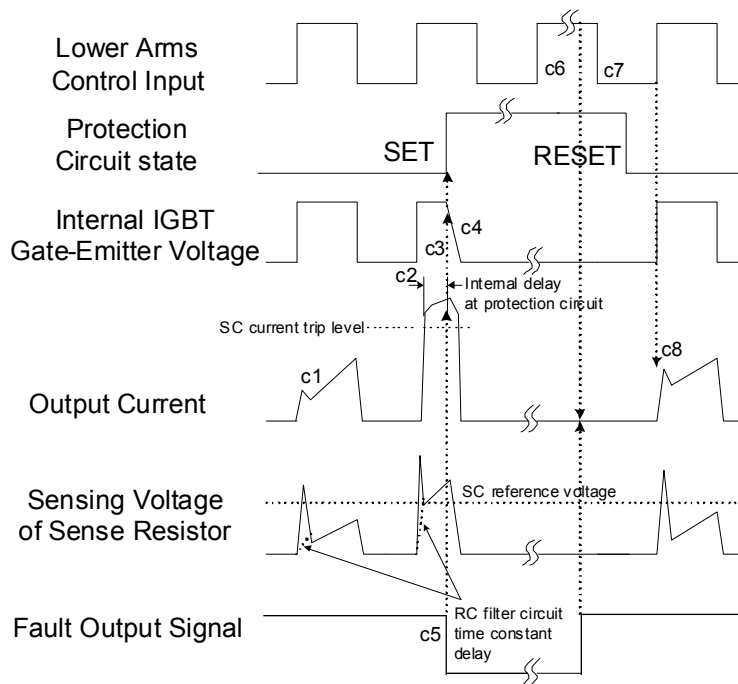 Lower Arms
Control Input
c6
c7
Protection
Circuit state
SET
RESET
Internal IGBT
Gate-Emitter Voltage
c4
c3
c2
Internal delay
at protection circuit
SC current trip level
c1
c8
Output Current
Sensing Voltage
of Sense Resistor
SC reference voltage
Fault Output Signal
c5
RC filter circuit
time constant
delay